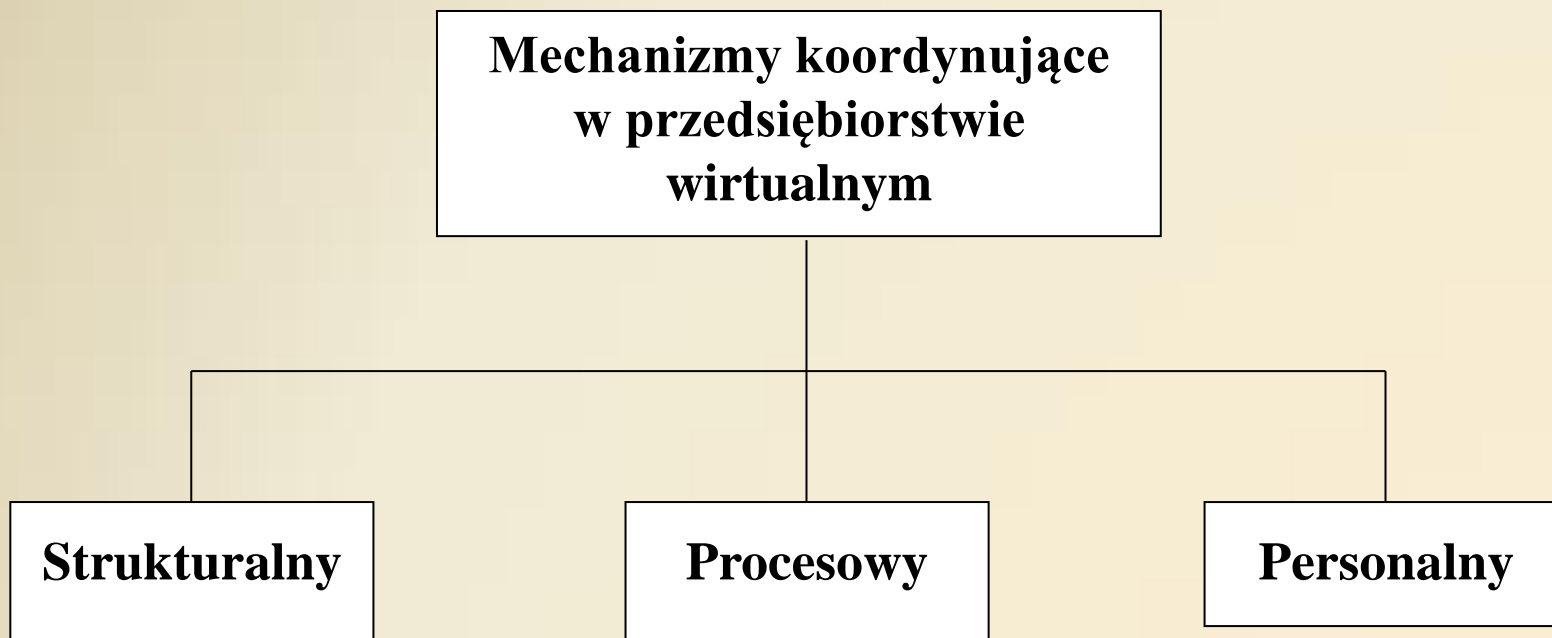 Mechanizmy koordynujące
w przedsiębiorstwie
wirtualnym
Strukturalny
Procesowy
Personalny